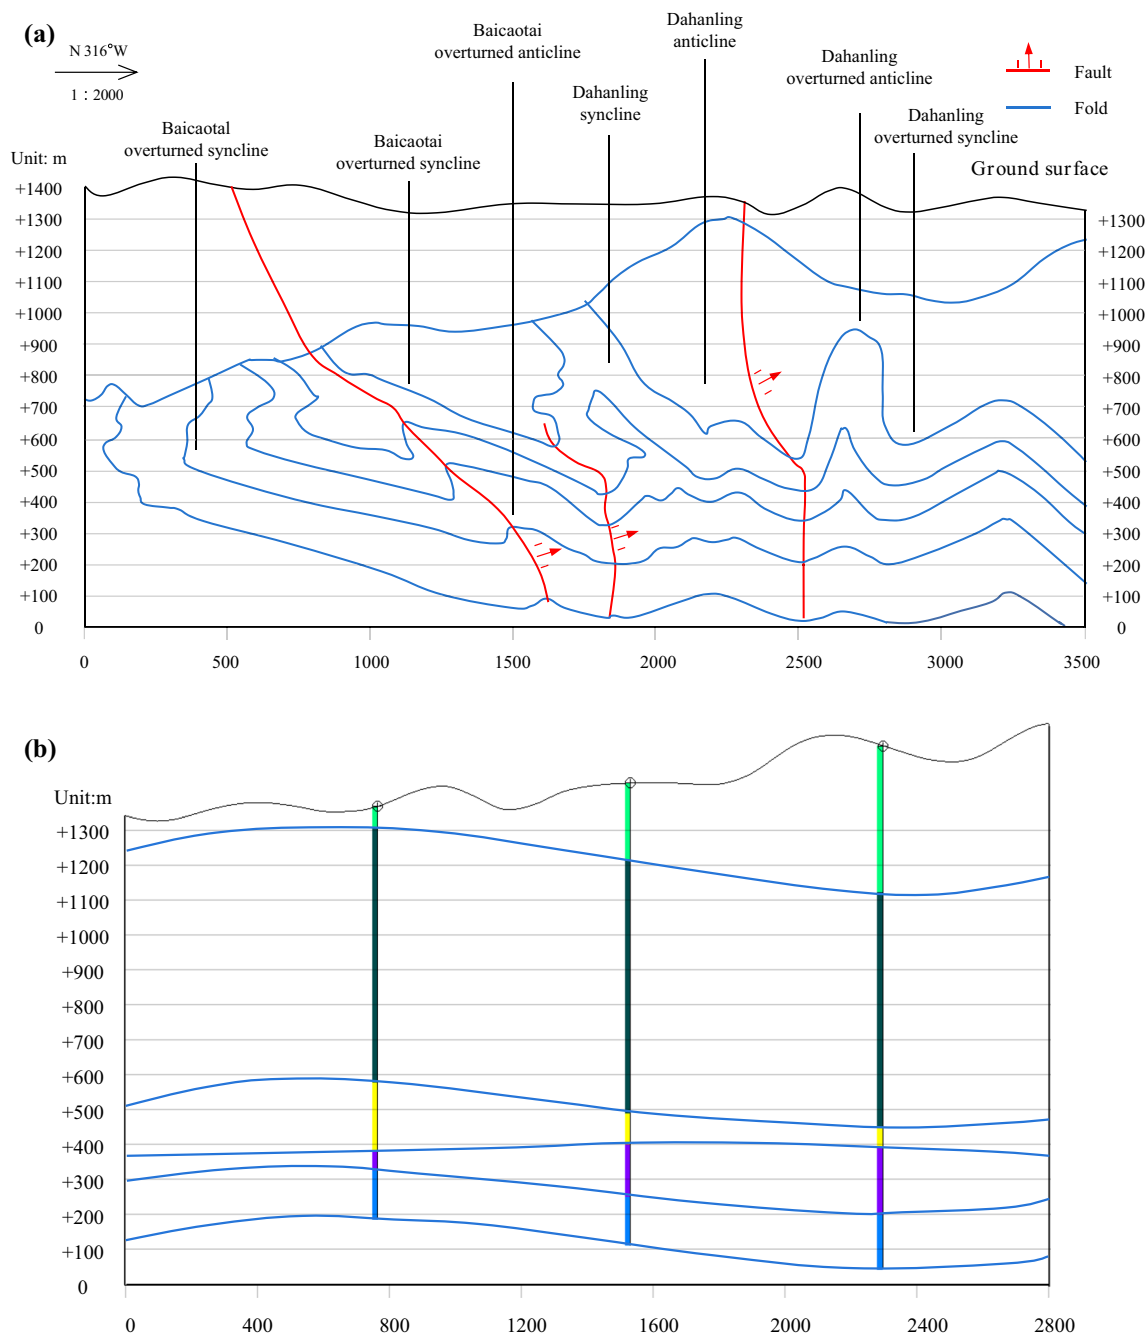 (a)
N 316°W
1 : 2000
Unit: m
Baicaotal
overturned syncline
Baicaotai
overturned syncline
Baicaotai
overturned anticline
Dahanling
syncline
Dahanling
anticline
Dahanling
overturned anticline
Dahanling
overturned syncline
Fault
Fold
Ground surface
+1400
+1300
+1200
+1100
+1000
+900
+800
+700
+600
+500
+400
+300
+200
+100
0
+1300
+1200
+1100
+1000
+900
+800
+700
+600
+500
+400
+300
+200
+100
0
0
500
1000
1500
2000
2500
3000
3500
(b)
Unit:m
+1300
+1200
+1100
+1000
+900
+800
+700
+600
+500
+400
+300
+200
+100
0
0
400
800
1200
1600
2000
2400
2800